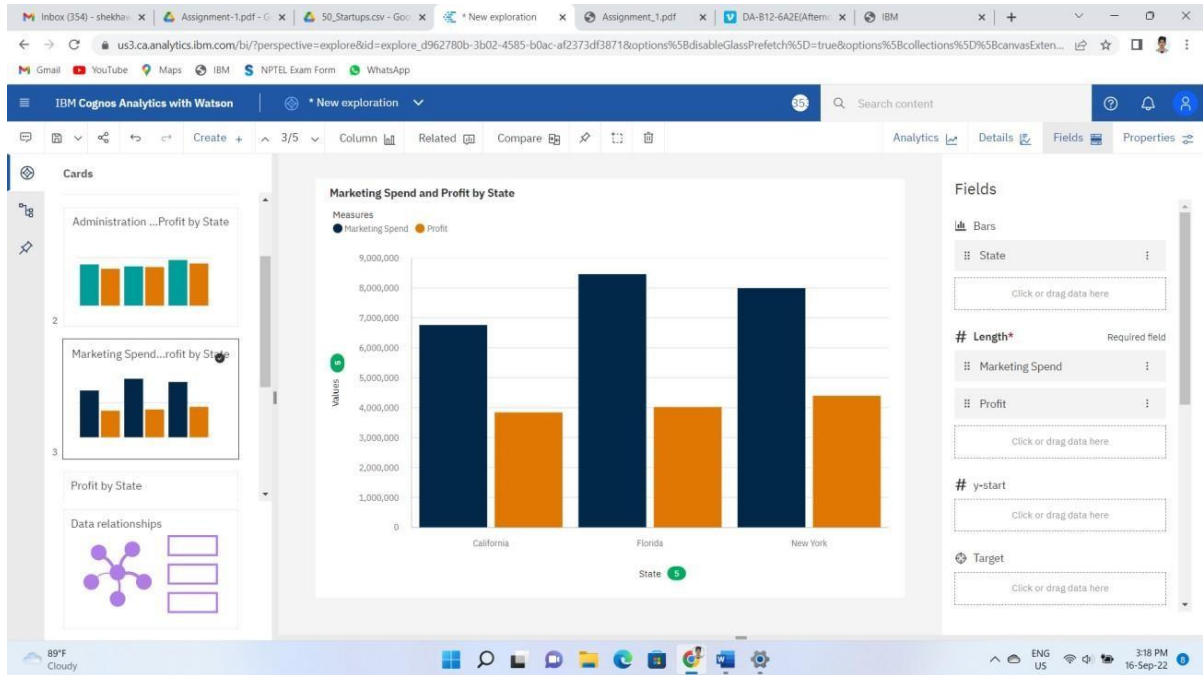 Inbox (354) - shekhaw
Assignment-1.pdf - G
50_Startups.csv - Goo
* New exploration
Assignment_1.pdf
DA-B12-6A2E(Aftern
IBM
us3.ca.analytics.ibm.com/bi/?perspective=explore&id=explore_d962780b-3b02-4585-b0ac-af2373df3871&options%5BdisableGlassPrefetch%5D=true&options%5Bcollections%5D%5BcanvasExten...
Gmail YouTube Maps IBM NPTEL Exam Form WhatsApp
IBM Cognos Analytics with Watson
* New exploration
Search content
Create + 3/5 Column Related Compare
Analytics Details Fields Properties
Cards
Administration ...Profit by State
2
Marketing Spend...rofit by State
3
Profit by State
Data relationships
Marketing Spend and Profit by State
Measures
Marketing Spend Profit
9,000,000
8,000,000
7,000,000
6,000,000
5,000,000
4,000,000
3,000,000
2,000,000
1,000,000
0
Values 5
California Florida New York
State 5
Fields
Bars
State
Click or drag data here
# Length* Required field
Marketing Spend
Profit
Click or drag data here
# y-start
Click or drag data here
Target
Click or drag data here
89°F
Cloudy
ENG
US
3:18 PM
16-Sep-22
8